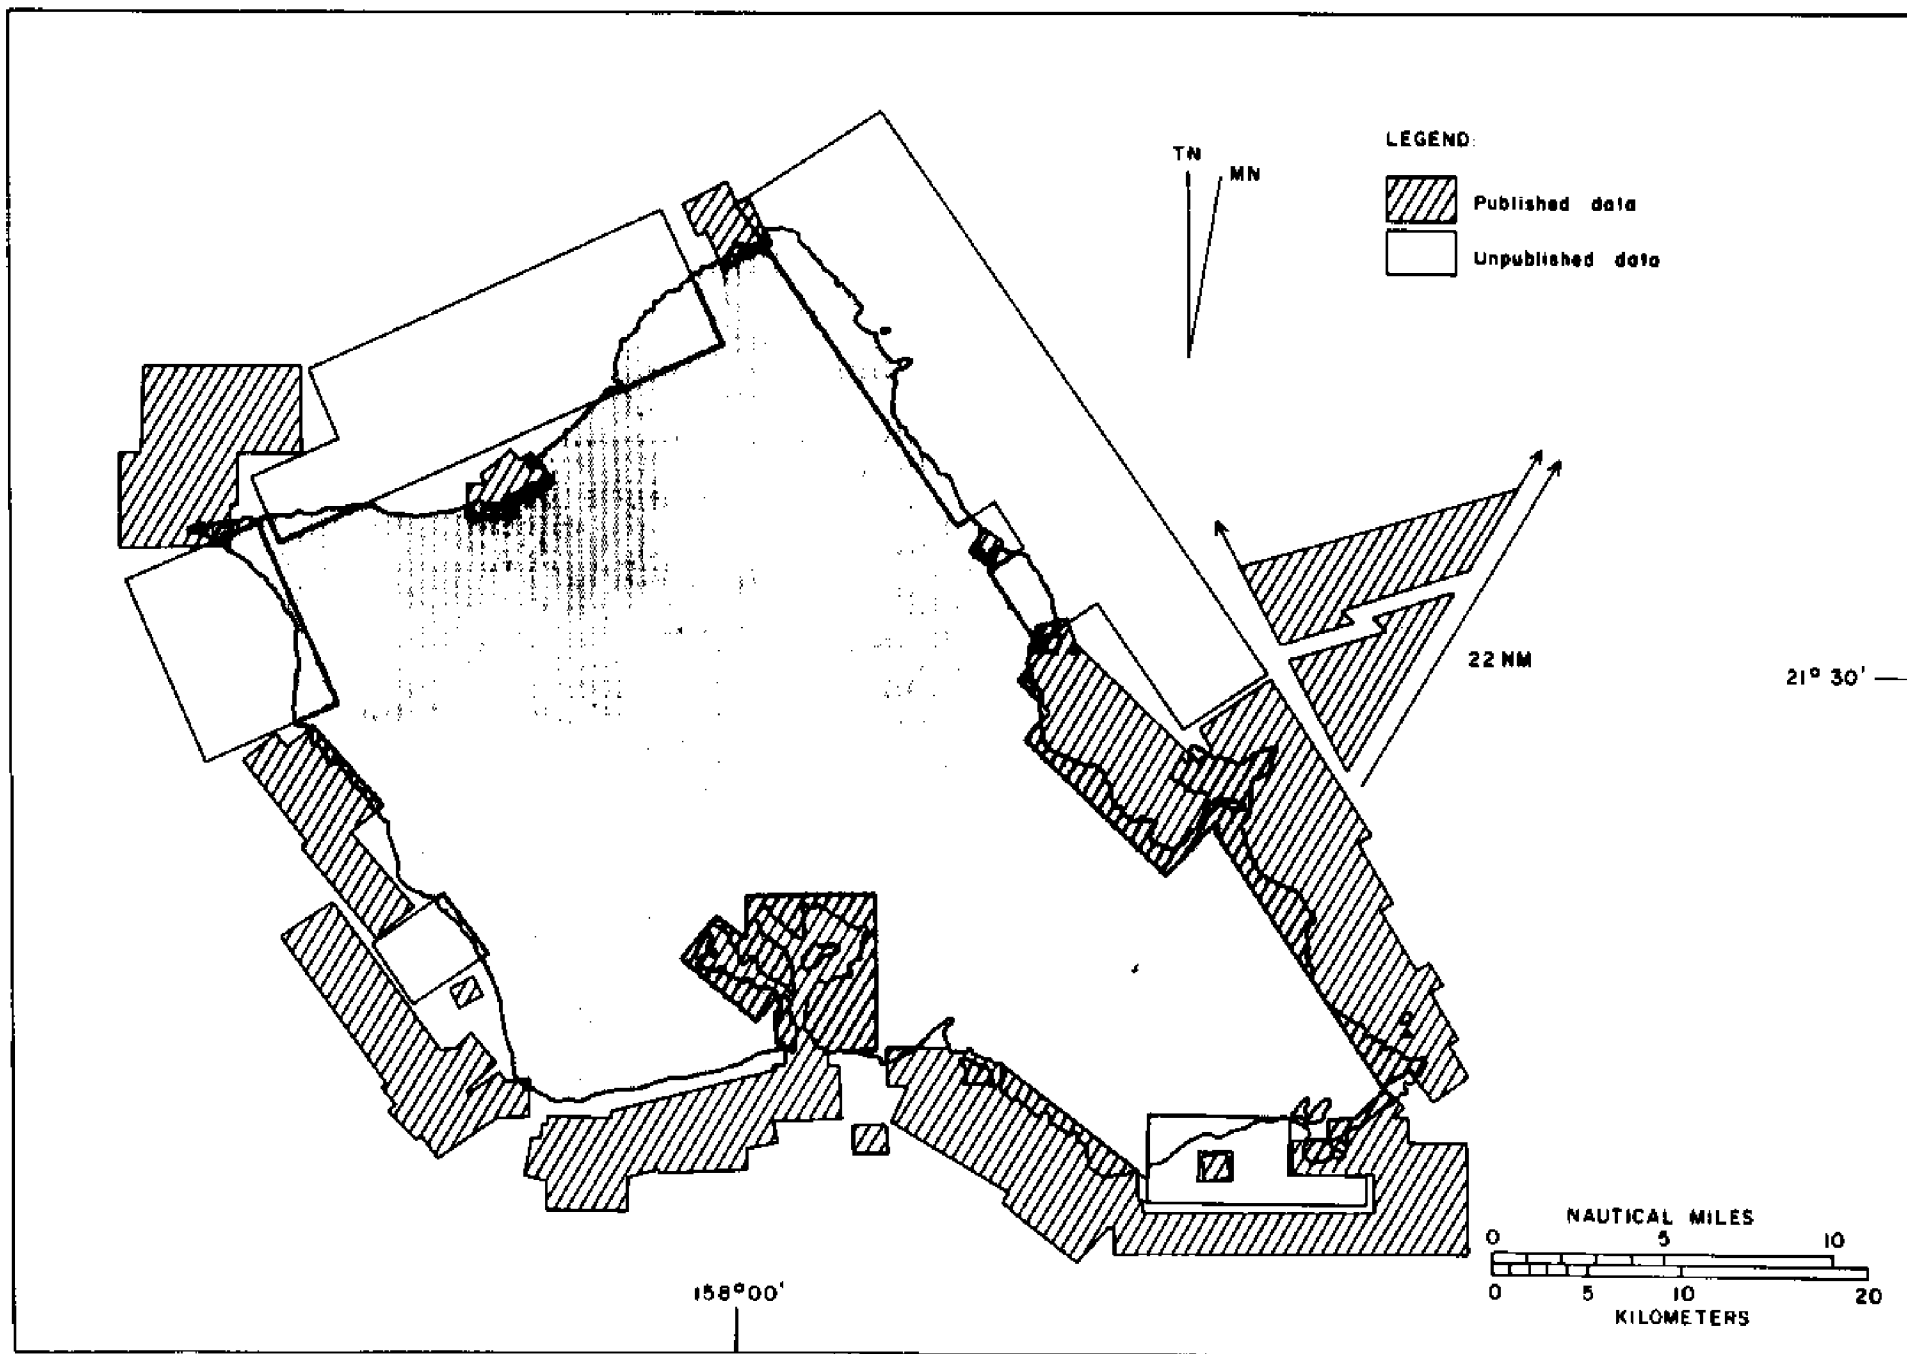 LEGEND:
TN
MN
Published data
Unpublished data
22 NM
21° 30'
158°00'
NAUTICAL MILES
0 5 10
0 5 10 20
KILOMETERS